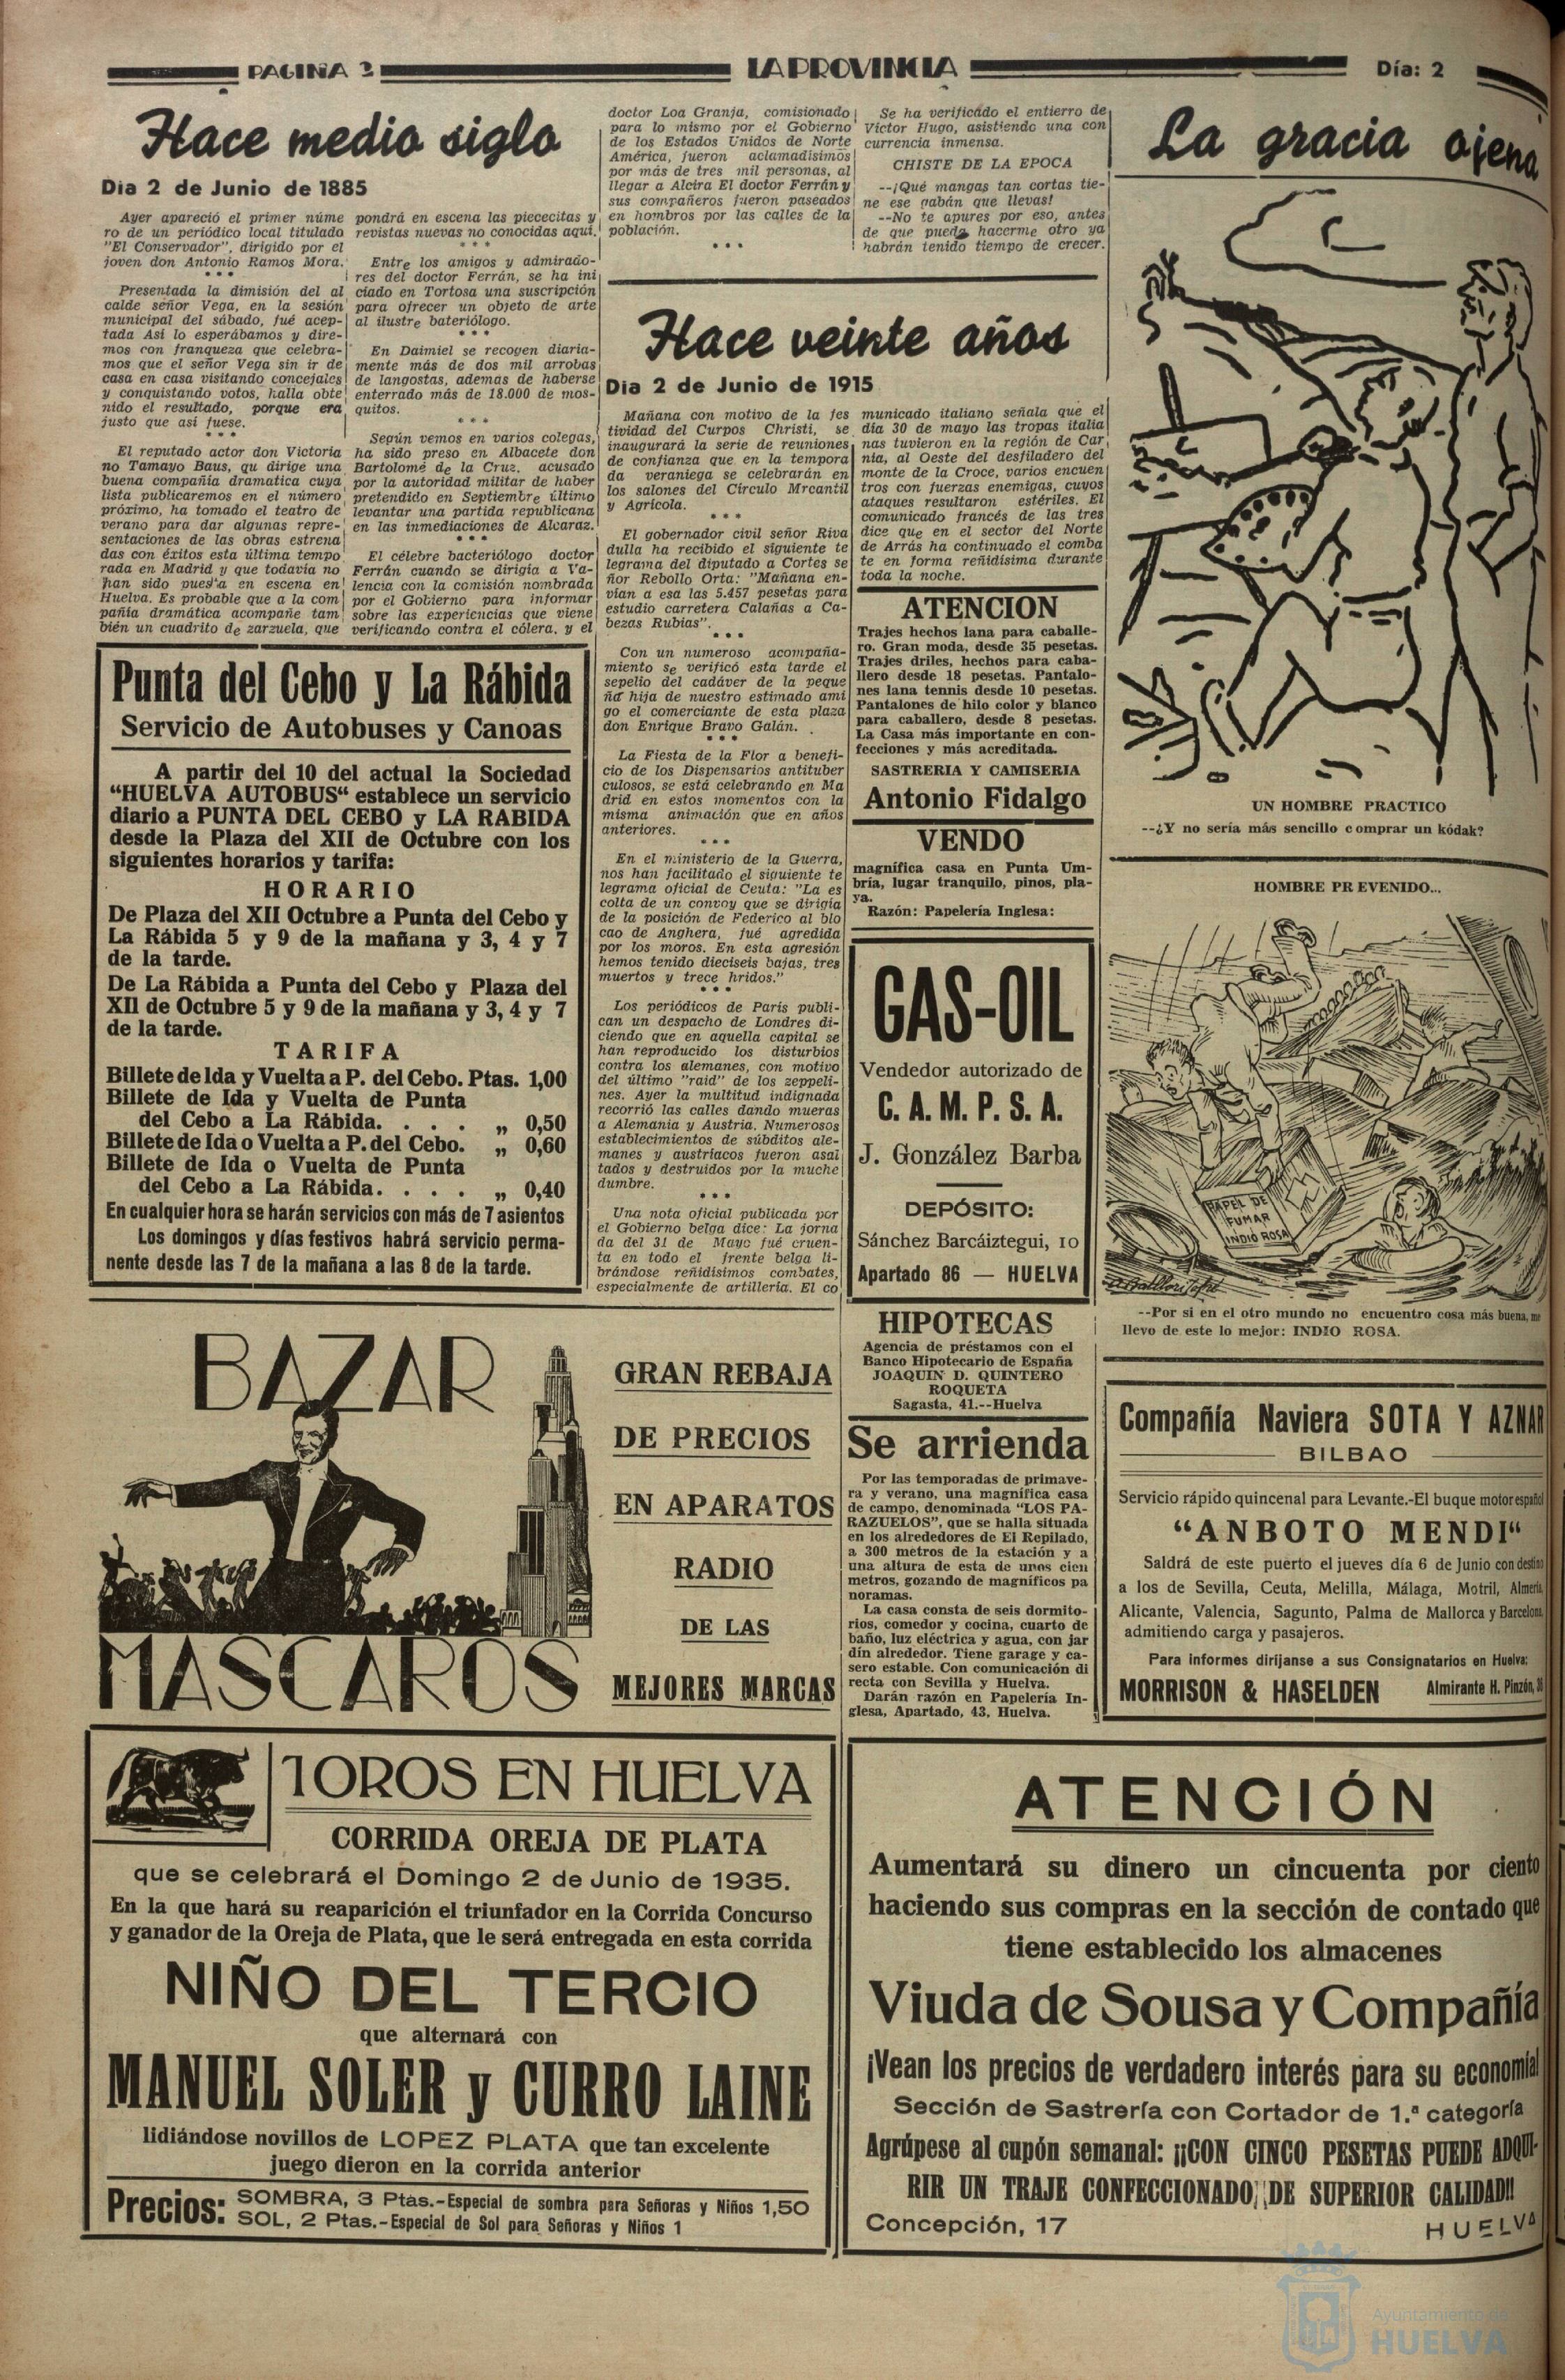 PAGINA 2
LA PROVINCIA
Día: 2
Hace medio siglo
Dia 2 de Junio de 1885
Ayer apareció el primer núme
ro de un periódico local titulado
"El Conservador", dirigido por el
joven don Antonio Ramos Mora.
* * *
Presentada la dimisión del al
calde señor Vega, en la sesión
municipal del sábado, fué acep-
tada Así lo esperábamos y dire-
mos con franqueza que celebra-
mos que el señor Vega sin ir de
casa en casa visitando concejales
y conquistando votos, halla obte
nido el resultado, porque era
justo que así fuese.
* * *
El reputado actor don Victoria
no Tamayo Baus, qu dirige una
buena compañia dramatica cuya
lista publicaremos en el número
próximo, ha tomado el teatro de
verano para dar algunas repre-
sentaciones de las obras estrena
das con éxitos esta última tempo
rada en Madrid y que todavía no
han sido puesta en escena en
Huelva. Es probable que a la com
pañía dramática acompañe tam
bién un cuadrito de zarzuela, que
pondrá en escena las piececitas y
revistas nuevas no conocidas aquí.
* * *
Entre los amigos y admirado-
res del doctor Ferrán, se ha ini
ciado en Tortosa una suscripción
para ofrecer un objeto de arte
al ilustre bateriólogo.
* * *
En Daimiel se recogen diaria-
mente más de dos mil arrobas
de langostas, ademas de haberse
enterrado más de 18.000 de mos-
quitos.
* * *
Según vemos en varios colegas,
ha sido preso en Albacete don
Bartolomé de la Cruz, acusado
por la autoridad militar de haber
pretendido en Septiembre último
levantar una partida republicana
en las inmediaciones de Alcaraz.
* * *
El célebre bacteriólogo doctor
Ferrán cuando se dirigia a Va-
lencia con la comisión nombrada
por el Gobierno para informar
sobre las experiencias que viene
verificando contra el cólera, y el
doctor Loa Granja, comisionado
para lo mismo por el Gobierno
de los Estados Unidos de Norte
América, fueron aclamadísimos
por más de tres mil personas, al
llegar a Alcira El doctor Ferrán y
sus compañeros fueron paseados
en hombros por las calles de la
población.
* * *
Se ha verificado el entierro de
Victor Hugo, asistiendo una con
currencia inmensa.
CHISTE DE LA EPOCA
--¡Qué mangas tan cortas tie-
ne ese gabán que llevas!
--No te apures por eso, antes
de que pueda hacerme otro ya
habrán tenido tiempo de crecer.
Hace veinte años
Dia 2 de Junio de 1915
Mañana con motivo de la fes
tividad del Curpos Christi, se
inaugurará la serie de reuniones
de confianza que en la tempora
da veraniega se celebrarán en
los salones del Círculo Mrcantil
y Agrícola.
* * *
El gobernador civil señor Riva
dulla ha recibido el siguiente te
legrama del diputado a Cortes se
ñor Rebollo Orta: "Mañana en-
vían a esa las 5.457 pesetas para
estudio carretera Calañas a Ca-
bezas Rubias".
* * *
Con un numeroso acompaña-
miento se verificó esta tarde el
sepelio del cadáver de la peque
ña hija de nuestro estimado ami
go el comerciante de esta plaza
don Enrique Bravo Galán.
* * *
La Fiesta de la Flor a benefi-
cio de los Dispensarios antituber
culosos, se está celebrando en Ma
drid en estos momentos con la
misma animación que en años
anteriores.
* * *
En el ministerio de la Guerra,
nos han facilitado el siguiente te
legrama oficial de Ceuta: "La es
colta de un convoy que se dirigía
de la posición de Federico al blo
cao de Anghera, fué agredida
por los moros. En esta agresión
hemos tenido dieciseis bajas, tres
muertos y trece hridos."
* * *
Los periódicos de París publi-
can un despacho de Londres di-
ciendo que en aquella capital se
han reproducido los disturbios
contra los alemanes, con motivo
del último "raid" de los zeppeli-
nes. Ayer la multitud indignada
recorrió las calles dando mueras
a Alemania y Austria. Numerosos
establecimientos de súbditos ale-
manes y austríacos fueron asal
tados y destruídos por la muche
dumbre.
* * *
Una nota oficial publicada por
el Gobierno belga dice: La jorna
da del 31 de Mayo fué cruen-
ta en todo el frente belga li-
brándose reñidísimos combates,
especialmente de artillería. El co
municado italiano señala que el
día 30 de mayo las tropas italia
nas tuvieron en la región de Car
nia, al Oeste del desfiladero del
monte de la Croce, varios encuen
tros con fuerzas enemigas, cuyos
ataques resultaron estériles. El
comunicado francés de las tres
dice que en el sector del Norte
de Arrás ha continuado el comba
te en forma reñidísima durante
toda la noche.
ATENCION
Trajes hechos lana para caballe-
ro. Gran moda, desde 35 pesetas.
Trajes driles, hechos para caba-
llero desde 18 pesetas. Pantalo-
nes lana tennis desde 10 pesetas.
Pantalones de hilo color y blanco
para caballero, desde 8 pesetas.
La Casa más importante en con-
fecciones y más acreditada.
SASTRERIA Y CAMISERIA
Antonio Fidalgo
VENDO
magnífica casa en Punta Um-
bría, lugar tranquilo, pinos, pla-
ya.
Razón: Papelería Inglesa:
GAS-OIL
Vendedor autorizado de
C. A. M. P. S. A.
J. González Barba
DEPÓSITO:
Sánchez Barcáiztegui, 10
Apartado 86 — HUELVA
HIPOTECAS
Agencia de préstamos con el
Banco Hipotecario de España
JOAQUIN D. QUINTERO
ROQUETA
Sagasta, 41.--Huelva
Se arrienda
Por las temporadas de primave-
ra y verano, una magnífica casa
de campo, denominada "LOS PA-
RAZUELOS", que se halla situada
en los alrededores de El Repilado,
a 300 metros de la estación y a
una altura de esta de unos cien
metros, gozando de magníficos pa
noramas.
La casa consta de seis dormito-
rios, comedor y cocina, cuarto de
baño, luz eléctrica y agua, con jar
din alrededor. Tiene garage y ca-
sero estable. Con comunicación di
recta con Sevilla y Huelva.
Darán razón en Papelería In-
glesa, Apartado, 43, Huelva.
La gracia ajena
UN HOMBRE PRACTICO
--¿Y no sería más sencillo comprar un kódak?
HOMBRE PREVENIDO...
PAPEL DE
FUMAR
INDIO ROSA
--Por si en el otro mundo no encuentro cosa más buena, me
llevo de este lo mejor: INDIO ROSA.
Punta del Cebo y La Rábida
Servicio de Autobuses y Canoas
A partir del 10 del actual la Sociedad
"HUELVA AUTOBUS" establece un servicio
diario a PUNTA DEL CEBO y LA RABIDA
desde la Plaza del XII de Octubre con los
siguientes horarios y tarifa:
HORARIO
De Plaza del XII Octubre a Punta del Cebo y
La Rábida 5 y 9 de la mañana y 3, 4 y 7
de la tarde.
De La Rábida a Punta del Cebo y Plaza del
XII de Octubre 5 y 9 de la mañana y 3, 4 y 7
de la tarde.
TARIFA
Billete de Ida y Vuelta a P. del Cebo. Ptas. 1,00
Billete de Ida y Vuelta de Punta
del Cebo a La Rábida. . . . „ 0,50
Billete de Ida o Vuelta a P. del Cebo. „ 0,60
Billete de Ida o Vuelta de Punta
del Cebo a La Rábida. . . . „ 0,40
En cualquier hora se harán servicios con más de 7 asientos
Los domingos y días festivos habrá servicio perma-
nente desde las 7 de la mañana a las 8 de la tarde.
BAZAR
MASCAROS
GRAN REBAJA
DE PRECIOS
EN APARATOS
RADIO
DE LAS
MEJORES MARCAS
Compañía Naviera SOTA Y AZNAR
BILBAO
Servicio rápido quincenal para Levante.-El buque motor español
"ANBOTO MENDI"
Saldrá de este puerto el jueves día 6 de Junio con destino
a los de Sevilla, Ceuta, Melilla, Málaga, Motril, Almería,
Alicante, Valencia, Sagunto, Palma de Mallorca y Barcelona,
admitiendo carga y pasajeros.
Para informes diríjanse a sus Consignatarios en Huelva:
MORRISON & HASELDEN Almirante H. Pinzón,
TOROS EN HUELVA
CORRIDA OREJA DE PLATA
que se celebrará el Domingo 2 de Junio de 1935.
En la que hará su reaparición el triunfador en la Corrida Concurso
y ganador de la Oreja de Plata, que le será entregada en esta corrida
NIÑO DEL TERCIO
que alternará con
MANUEL SOLER y CURRO LAINE
lidiándose novillos de LOPEZ PLATA que tan excelente
juego dieron en la corrida anterior
Precios: SOMBRA, 3 Ptas.-Especial de sombra para Señoras y Niños 1,50
SOL, 2 Ptas.-Especial de Sol para Señoras y Niños 1
ATENCIÓN
Aumentará su dinero un cincuenta por ciento
haciendo sus compras en la sección de contado que
tiene establecido los almacenes
Viuda de Sousa y Compañía
¡Vean los precios de verdadero interés para su economía!
Sección de Sastrería con Cortador de 1.ª categoría
Agrúpese al cupón semanal: ¡¡CON CINCO PESETAS PUEDE ADQUI-
RIR UN TRAJE CONFECCIONADO, DE SUPERIOR CALIDAD!!
Concepción, 17
HUELVA
Ayuntamiento de
HUELVA